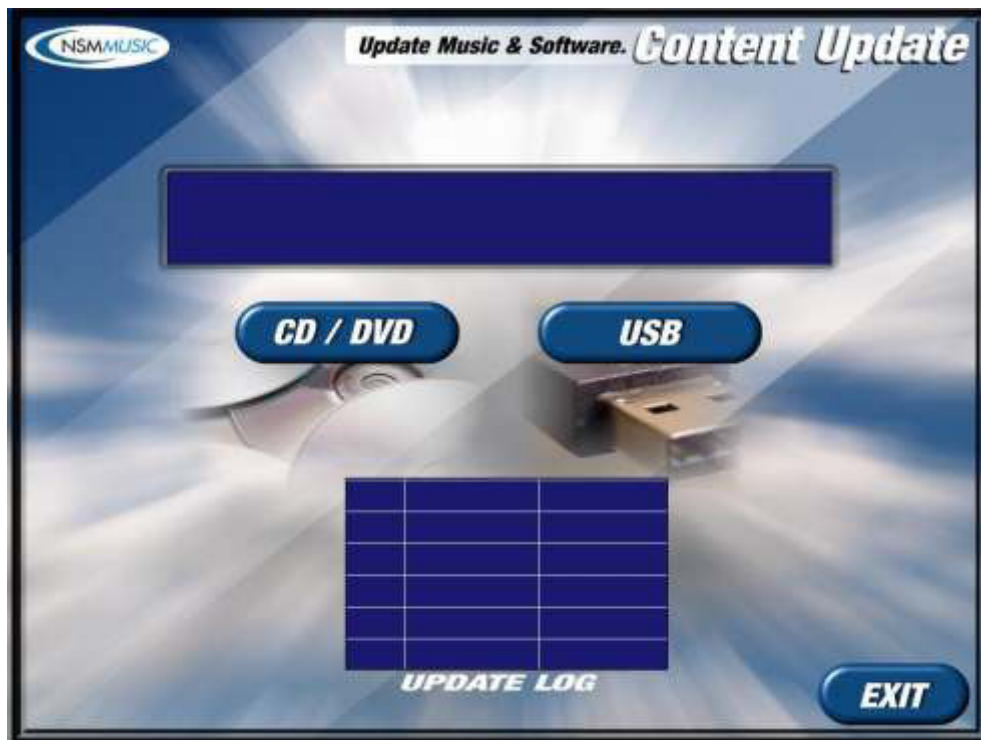 NSMMUSIC
Update Music & Software. Content Update
CD / DVD
USB
UPDATE LOG
EXIT